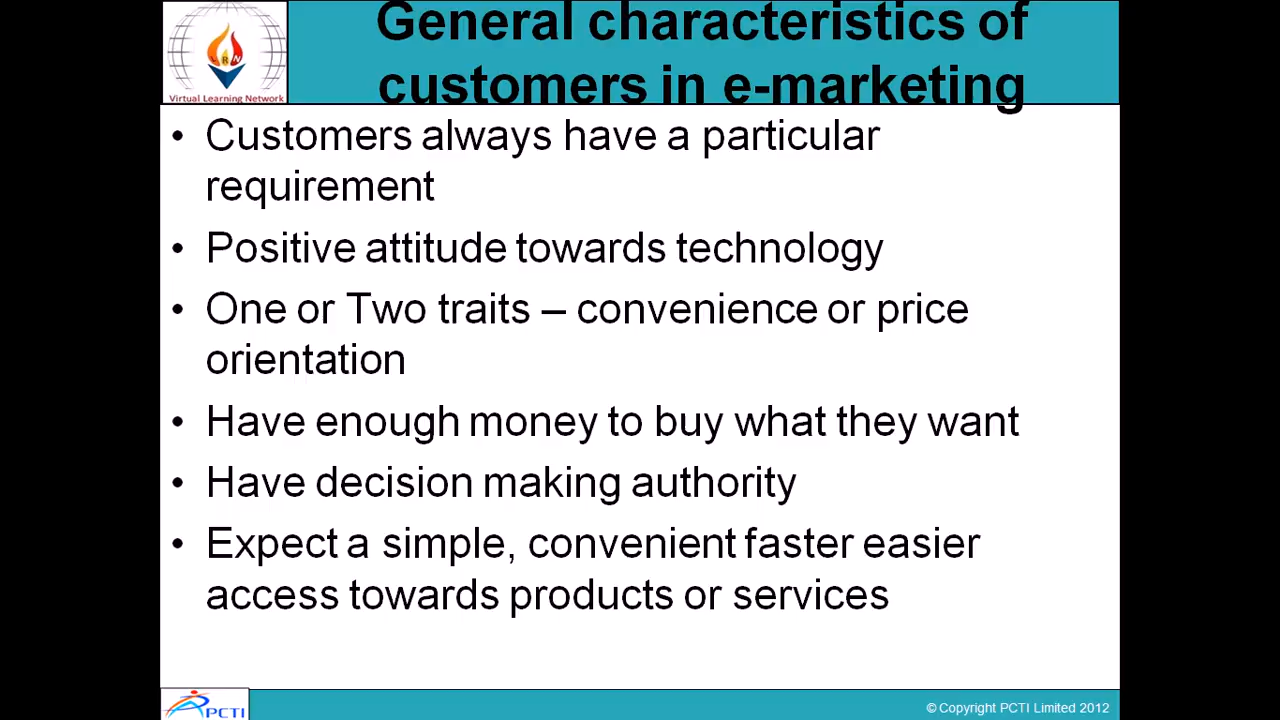 General characteristics of
customers in e-marketing
Virtual Learning Network
• Customers always have a particular
requirement
• Positive attitude towards technology
• One or Two traits – convenience or price
orientation
• Have enough money to buy what they want
• Have decision making authority
• Expect a simple, convenient faster easier
access towards products or services
PCTI
© Copyright PCTI Limited 2012